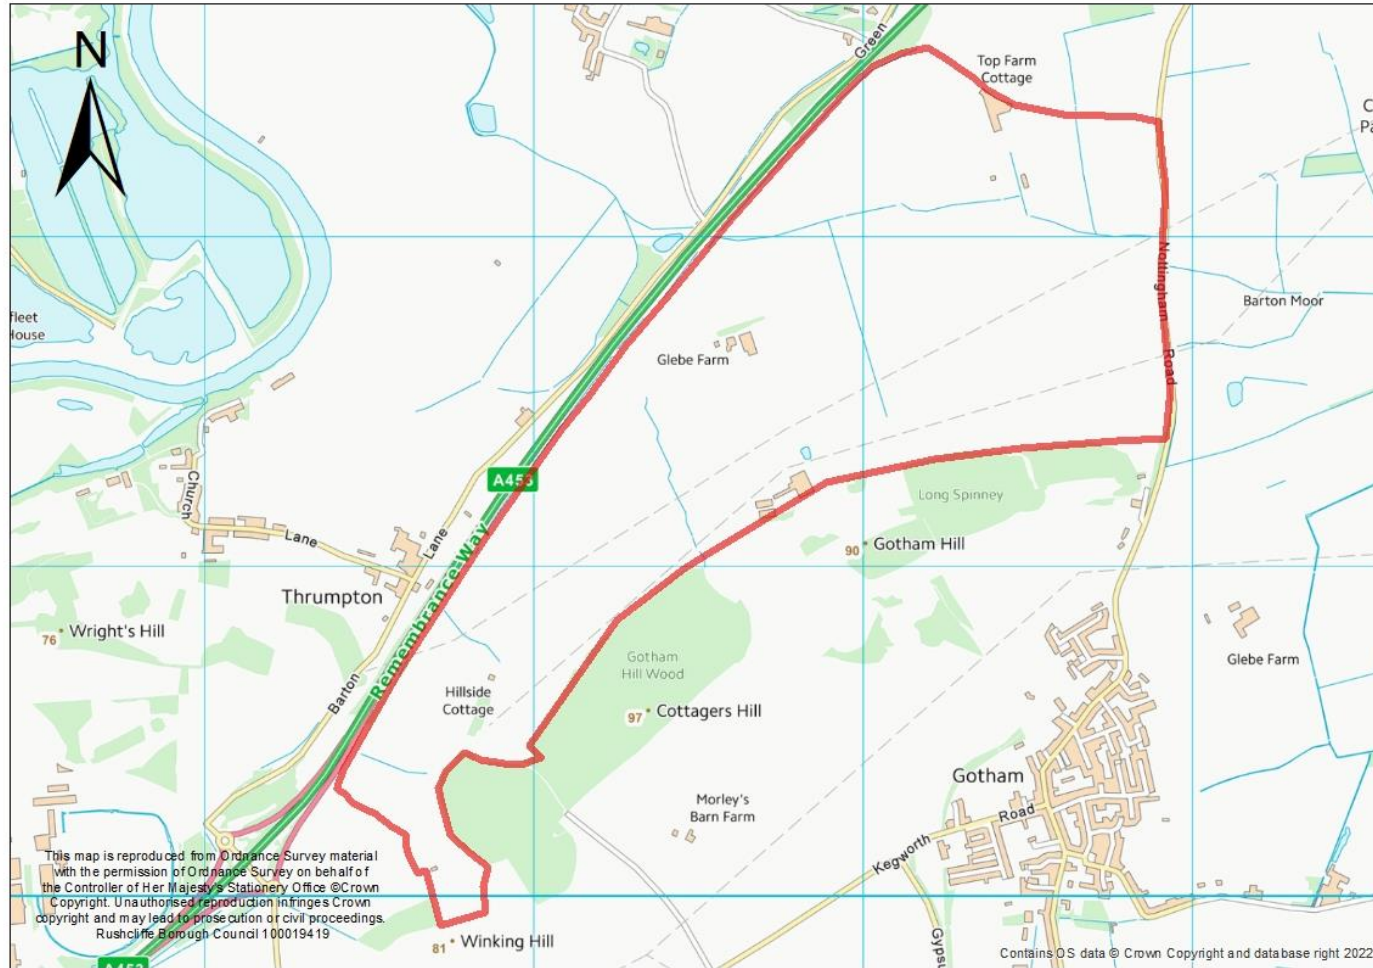 N
Green
Top Farm
Cottage
Nottingham Road
Barton Moor
fleet
House
Glebe Farm
A453
Church
Lane
Long Spinney
90
Gotham Hill
Lane
Thrumpton
Remembrance Way
76
Wright's Hill
Gotham
Hill Wood
Glebe Farm
Barton
Hillside
Cottage
97
Cottagers Hill
Gotham
Morley's
Barn Farm
Road
Kegworth
This map is reproduced from Ordnance Survey material
with the permission of Ordnance Survey on behalf of
the Controller of Her Majesty's Stationery Office ©Crown
Copyright. Unauthorised reproduction infringes Crown
copyright and may lead to prosecution or civil proceedings.
Rushcliffe Borough Council 100019419
81
Winking Hill
Gypsu
Contains OS data © Crown Copyright and database right 2022
A453